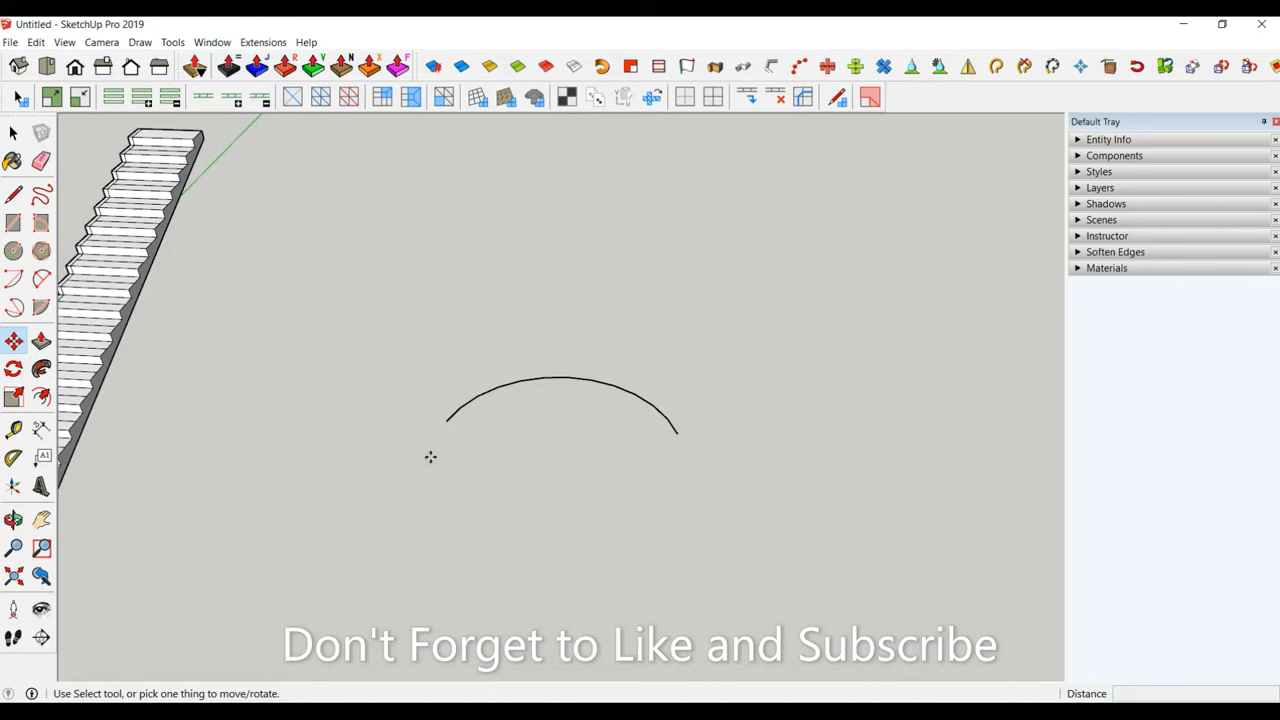 Untitled - SketchUp Pro 2019
File Edit View Camera Draw Tools Window Extensions Help
Default Tray
Entity Info
Components
Styles
Layers
Shadows
Scenes
Instructor
Soften Edges
Materials
A1
Don't Forget to Like and Subscribe
Use Select tool, or pick one thing to move/rotate.
Distance